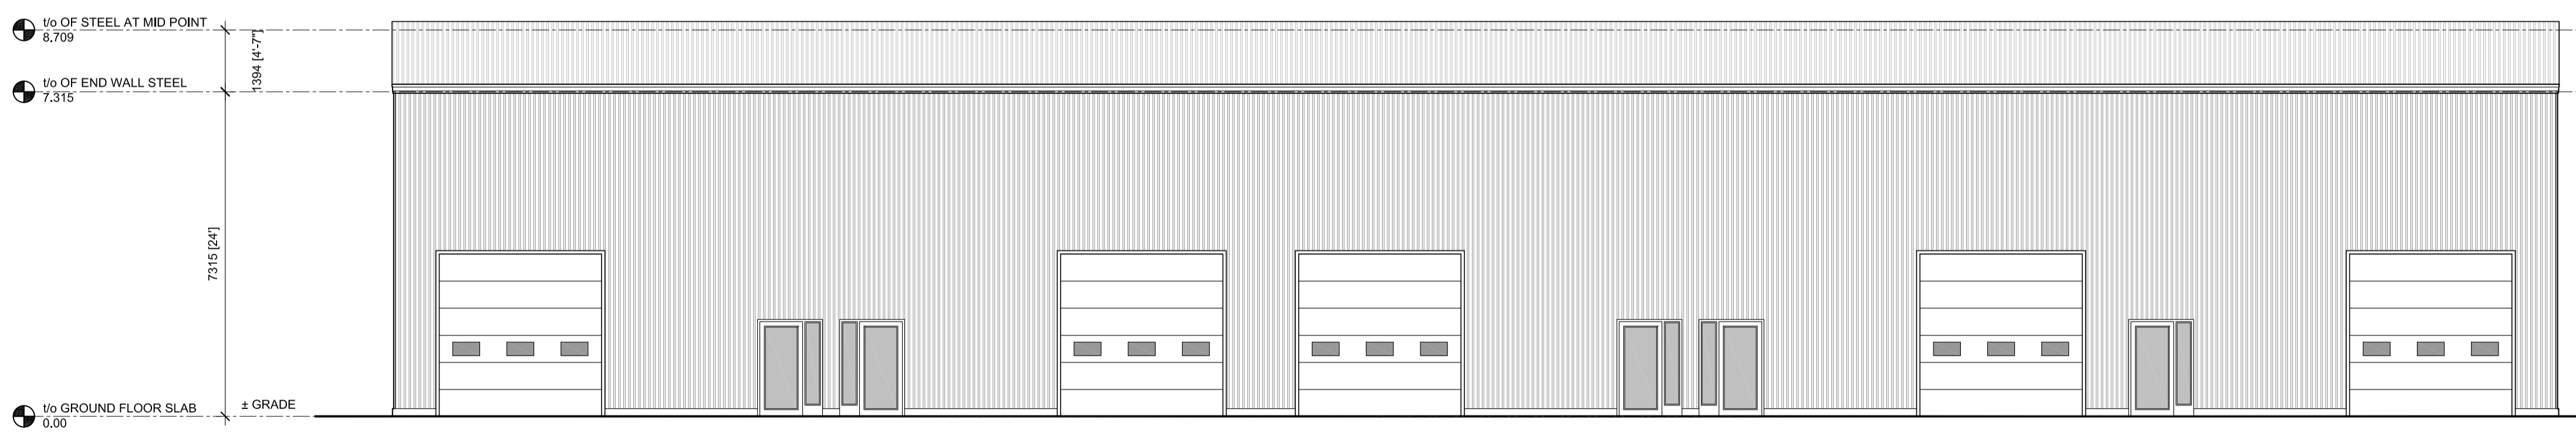 t/o OF STEEL AT MID POINT
8.709
1394 [4'-7"]
t/o OF END WALL STEEL
7.315
7315 [24']
t/o GROUND FLOOR SLAB
0.00
± GRADE